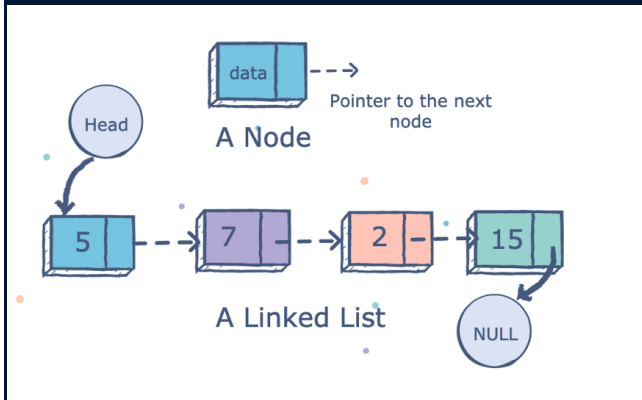 data
Pointer to the next
node
A Node
Head
5
7
2
15
A Linked List
NULL